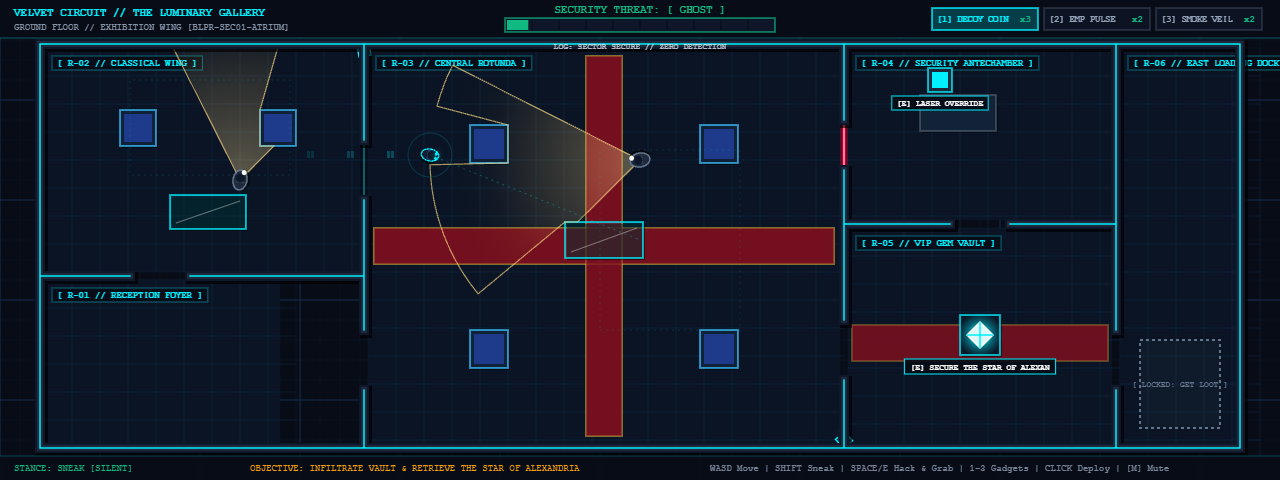 VELVET CIRCUIT // THE LUMINARY GALLERY
GROUND FLOOR // EXHIBITION WING [BLPR-SEC01-ATRIUM]
SECURITY THREAT: [ GHOST ]
[1] DECOY COIN x3
[2] EMP PULSE x2
[3] SMOKE VEIL x2
LOG: SECTOR SECURE // ZERO DETECTION
[ R-02 // CLASSICAL WING ]
[ R-03 // CENTRAL ROTUNDA ]
[ R-04 // SECURITY ANTECHAMBER ]
[ R-06 // EAST LOADING DOCK
[E] LASER OVERRIDE
[ R-05 // VIP GEM VAULT ]
[ R-01 // RECEPTION FOYER ]
[E] SECURE THE STAR OF ALEXAN
[ LOCKED: GET LOOT ]
STANCE: SNEAK [SILENT]
OBJECTIVE: INFILTRATE VAULT & RETRIEVE THE STAR OF ALEXANDRIA
WASD Move | SHIFT Sneak | SPACE/E Hack & Grab | 1-3 Gadgets | CLICK Deploy | [M] Mute